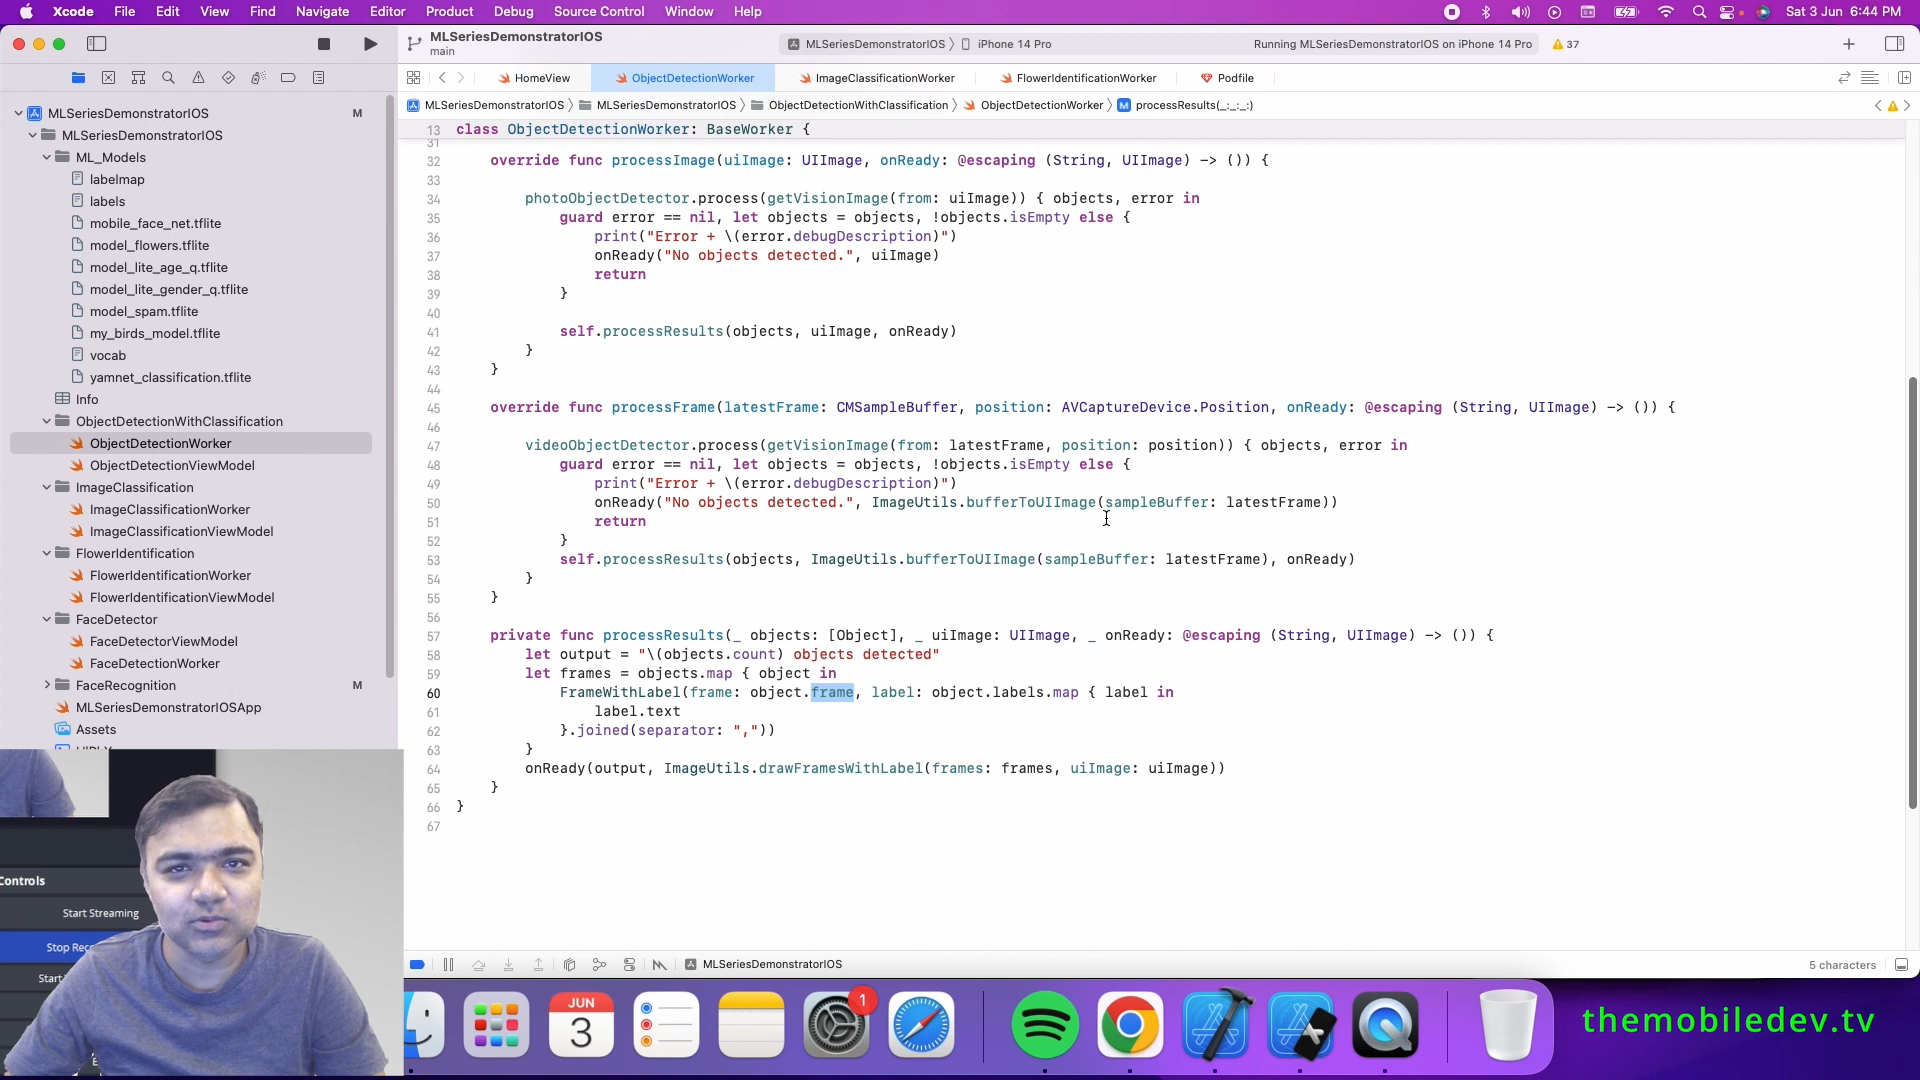 Xcode File Edit View Find Navigate Editor Product Debug Source Control Window Help Sat 3 Jun 6:44 PM
MLSeriesDemonstratorIOS
main
MLSeriesDemonstratorIOS iPhone 14 Pro Running MLSeriesDemonstratorIOS on iPhone 14 Pro 37
HomeView ObjectDetectionWorker ImageClassificationWorker FlowerIdentificationWorker Podfile
MLSeriesDemonstratorIOS MLSeriesDemonstratorIOS ObjectDetectionWithClassification ObjectDetectionWorker M processResults(_:_:_:)
MLSeriesDemonstratorIOS M
MLSeriesDemonstratorIOS
ML_Models
labelmap
labels
mobile_face_net.tflite
model_flowers.tflite
model_lite_age_q.tflite
model_lite_gender_q.tflite
model_spam.tflite
my_birds_model.tflite
vocab
yamnet_classification.tflite
Info
ObjectDetectionWithClassification
ObjectDetectionWorker
ObjectDetectionViewModel
ImageClassification
ImageClassificationWorker
ImageClassificationViewModel
FlowerIdentification
FlowerIdentificationWorker
FlowerIdentificationViewModel
FaceDetector
FaceDetectorViewModel
FaceDetectionWorker
FaceRecognition M
MLSeriesDemonstratorIOSApp
Assets
13 class ObjectDetectionWorker: BaseWorker {
31
32 override func processImage(uiImage: UIImage, onReady: @escaping (String, UIImage) -> ()) {
33
34 photoObjectDetector.process(getVisionImage(from: uiImage)) { objects, error in
35 guard error == nil, let objects = objects, !objects.isEmpty else {
36 print("Error + \(error.debugDescription)")
37 onReady("No objects detected.", uiImage)
38 return
39 }
40
41 self.processResults(objects, uiImage, onReady)
42 }
43 }
44
45 override func processFrame(latestFrame: CMSampleBuffer, position: AVCaptureDevice.Position, onReady: @escaping (String, UIImage) -> ()) {
46
47 videoObjectDetector.process(getVisionImage(from: latestFrame, position: position)) { objects, error in
48 guard error == nil, let objects = objects, !objects.isEmpty else {
49 print("Error + \(error.debugDescription)")
50 onReady("No objects detected.", ImageUtils.bufferToUIImage(sampleBuffer: latestFrame))
51 return
52 }
53 self.processResults(objects, ImageUtils.bufferToUIImage(sampleBuffer: latestFrame), onReady)
54 }
55 }
56
57 private func processResults(_ objects: [Object], _ uiImage: UIImage, _ onReady: @escaping (String, UIImage) -> ()) {
58 let output = "\(objects.count) objects detected"
59 let frames = objects.map { object in
60 FrameWithLabel(frame: object.frame, label: object.labels.map { label in
61 label.text
62 }.joined(separator: ","))
63 }
64 onReady(output, ImageUtils.drawFramesWithLabel(frames: frames, uiImage: uiImage))
65 }
66 }
67
Controls
Start Streaming
Stop Reco
Start
MLSeriesDemonstratorIOS 5 characters
JUN
3
1
themobiledev.tv